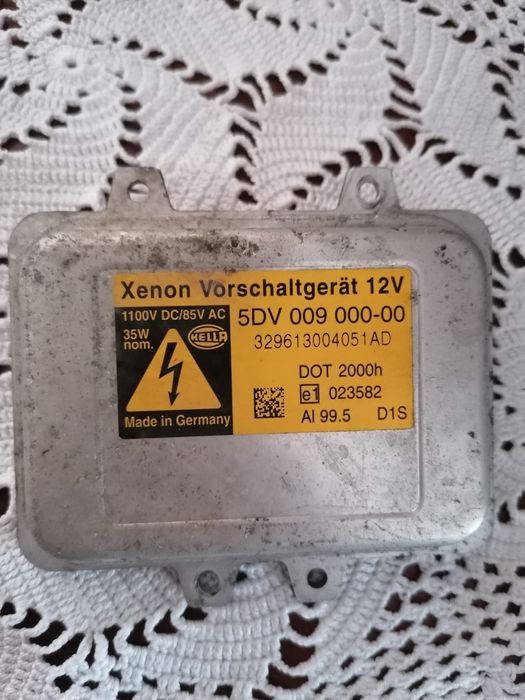 Xenon Vorschaltgerät 12V
1100V DC/85V AC
35W
nom.
HELLA
Made in Germany
5DV 009 000-00
329613004051AD
DOT 2000h
e1 023582
Al 99.5 D1S